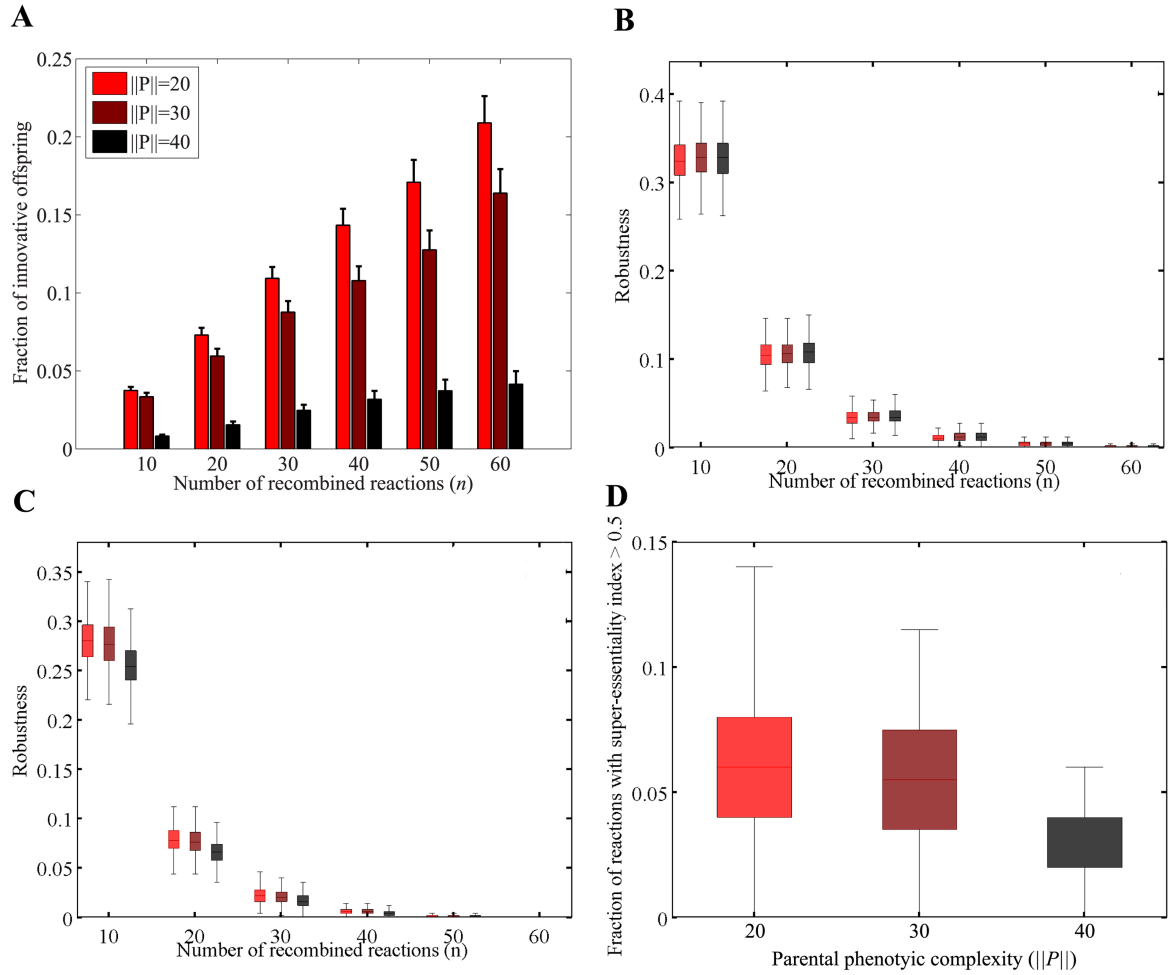 A
Fraction of innovative offspring
0.25
0.2
0.15
0.1
0.05
0
||P||=20
||P||=30
||P||=40
10 20 30 40 50 60
Number of recombined reactions (n)
B
Robustness
0.4
0.3
0.2
0.1
0
10 20 30 40 50 60
Number of recombined reactions (n)
C
Robustness
0.35
0.3
0.25
0.2
0.15
0.1
0.05
0
10 20 30 40 50 60
Number of recombined reactions (n)
D
Fraction of reactions with super-essentiality index > 0.5
0.15
0.1
0.05
0
20 30 40
Parental phenotyic complexity (||P||)